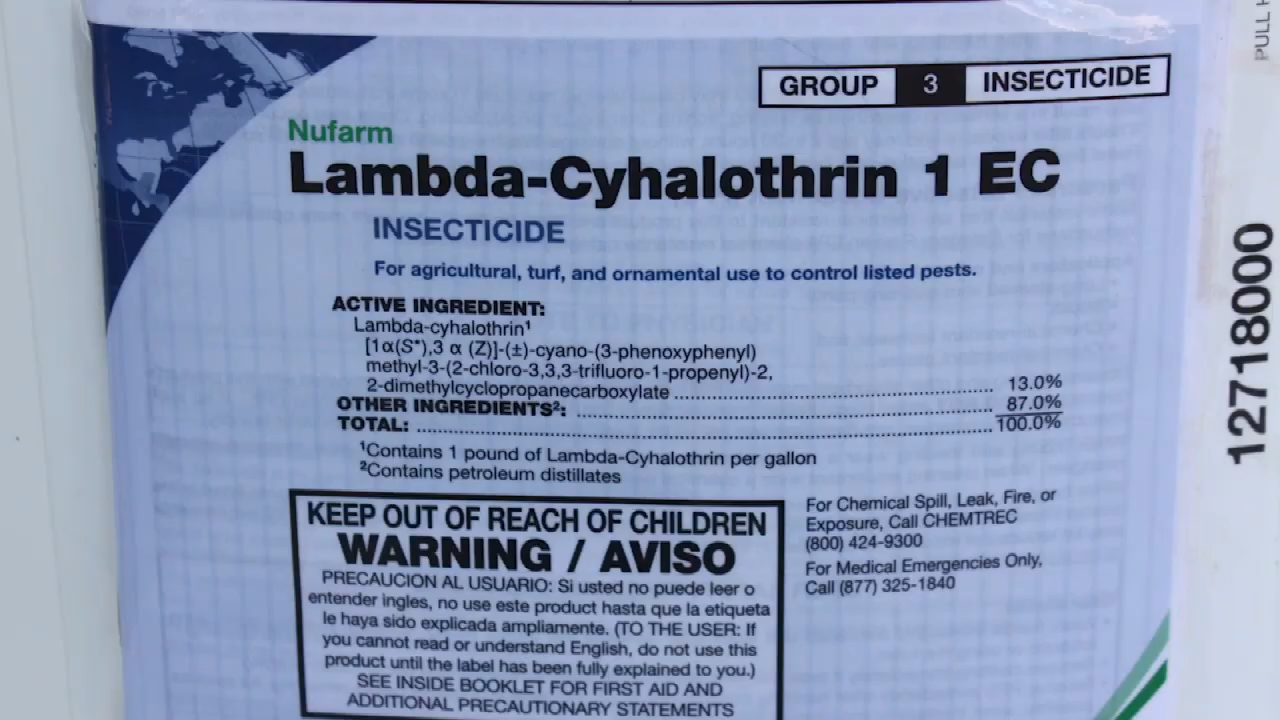 PULL
GROUP 3 INSECTICIDE
Nufarm
Lambda-Cyhalothrin 1 EC
INSECTICIDE
For agricultural, turf, and ornamental use to control listed pests.
ACTIVE INGREDIENT:
Lambda-cyhalothrin¹
[1α(S*),3 α (Z)]-(±)-cyano-(3-phenoxyphenyl)
methyl-3-(2-chloro-3,3,3-trifluoro-1-propenyl)-2,
2-dimethylcyclopropanecarboxylate ........ 13.0%
OTHER INGREDIENTS²: ........ 87.0%
TOTAL: ........ 100.0%
¹Contains 1 pound of Lambda-Cyhalothrin per gallon
²Contains petroleum distillates
KEEP OUT OF REACH OF CHILDREN
WARNING / AVISO
PRECAUCION AL USUARIO: Si usted no puede leer o
entender ingles, no use este product hasta que la etiqueta
le haya sido explicada ampliamente. (TO THE USER: If
you cannot read or understand English, do not use this
product until the label has been fully explained to you.)
SEE INSIDE BOOKLET FOR FIRST AID AND
ADDITIONAL PRECAUTIONARY STATEMENTS
For Chemical Spill, Leak, Fire, or
Exposure, Call CHEMTREC
(800) 424-9300
For Medical Emergencies Only,
Call (877) 325-1840
12718000